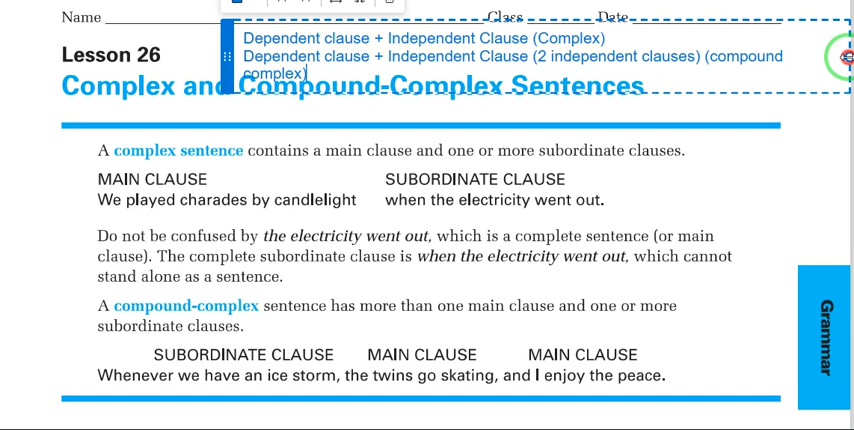 Name Class Date
Dependent clause + Independent Clause (Complex)
Dependent clause + Independent Clause (2 independent clauses) (compound
complex)
Lesson 26
Complex and Compound-Complex Sentences
A complex sentence contains a main clause and one or more subordinate clauses.
MAIN CLAUSE SUBORDINATE CLAUSE
We played charades by candlelight when the electricity went out.
Do not be confused by the electricity went out, which is a complete sentence (or main
clause). The complete subordinate clause is when the electricity went out, which cannot
stand alone as a sentence.
A compound-complex sentence has more than one main clause and one or more
subordinate clauses.
SUBORDINATE CLAUSE MAIN CLAUSE MAIN CLAUSE
Whenever we have an ice storm, the twins go skating, and I enjoy the peace.
Grammar